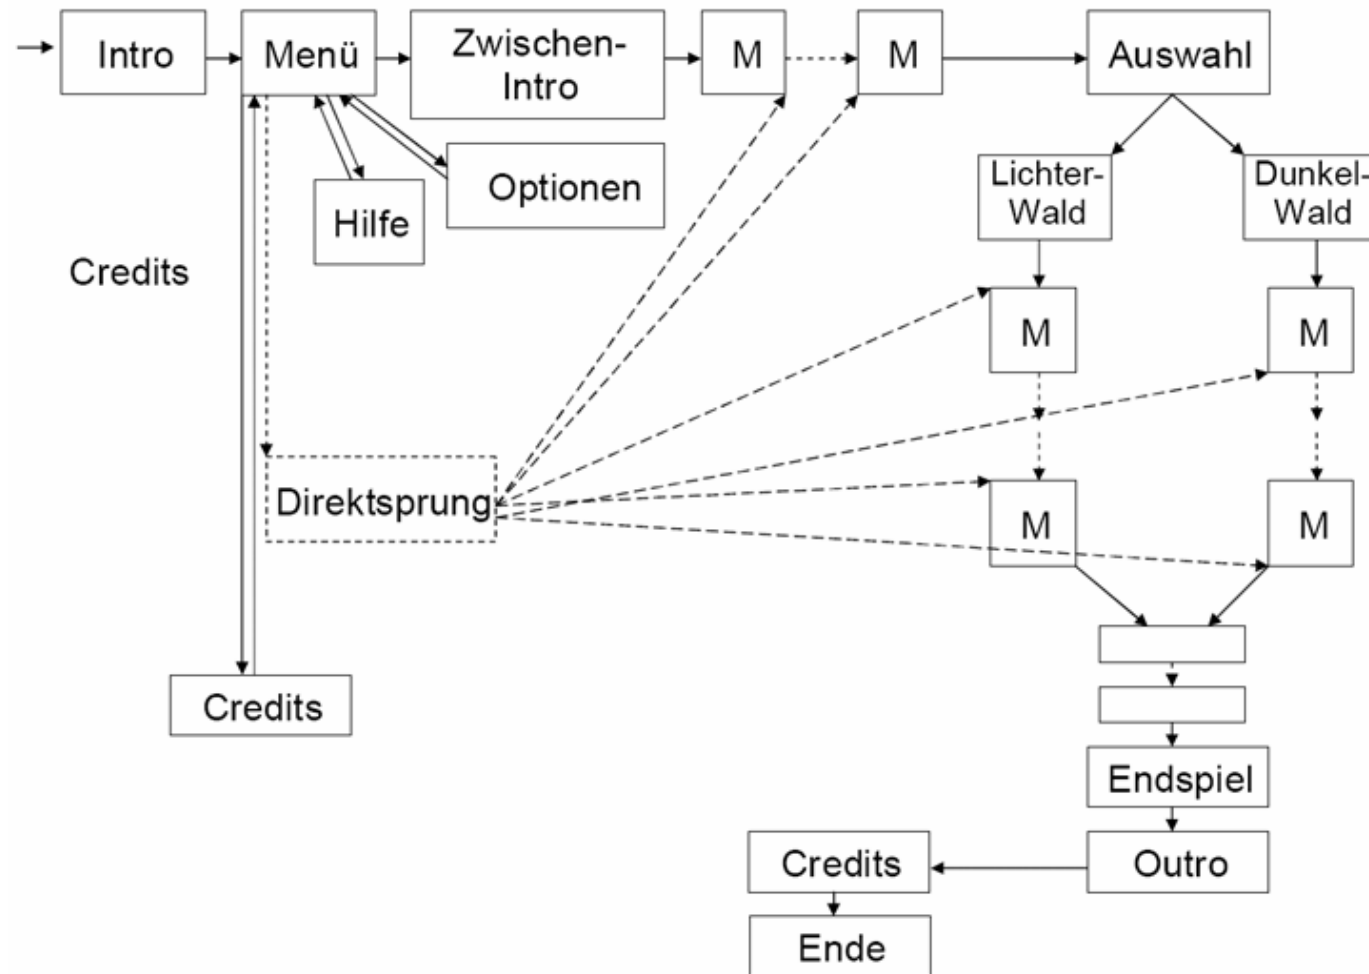 Intro
Menü
Zwischen-
Intro
M
M
Auswahl
Hilfe
Optionen
Lichter-
Wald
Dunkel-
Wald
Credits
M
M
Direktsprung
M
M
Credits
Endspiel
Credits
Outro
Ende